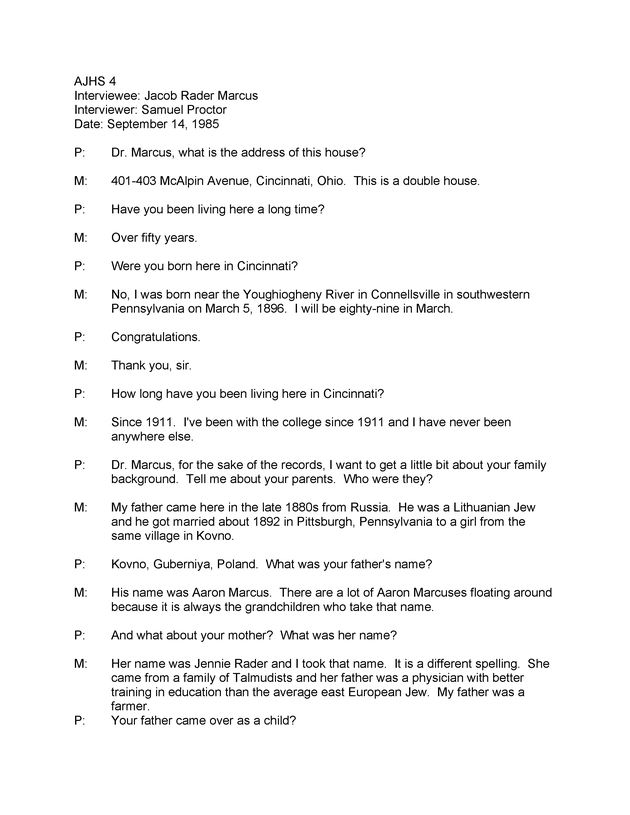 AJHS 4
Interviewee: Jacob Rader Marcus
Interviewer: Samuel Proctor
Date: September 14, 1985
P: Dr. Marcus, what is the address of this house?
M: 401-403 McAlpin Avenue, Cincinnati, Ohio. This is a double house.
P: Have you been living here a long time?
M: Over fifty years.
P: Were you born here in Cincinnati?
M: No, I was born near the Youghiogheny River in Connellsville in southwestern
Pennsylvania on March 5, 1896. I will be eighty-nine in March.
P: Congratulations.
M: Thank you, sir.
P: How long have you been living here in Cincinnati?
M: Since 1911. I've been with the college since 1911 and I have never been
anywhere else.
P: Dr. Marcus, for the sake of the records, I want to get a little bit about your family
background. Tell me about your parents. Who were they?
M: My father came here in the late 1880s from Russia. He was a Lithuanian Jew
and he got married about 1892 in Pittsburgh, Pennsylvania to a girl from the
same village in Kovno.
P: Kovno, Guberniya, Poland. What was your father's name?
M: His name was Aaron Marcus. There are a lot of Aaron Marcuses floating around
because it is always the grandchildren who take that name.
P: And what about your mother? What was her name?
M: Her name was Jennie Rader and I took that name. It is a different spelling. She
came from a family of Talmudists and her father was a physician with better
training in education than the average east European Jew. My father was a
farmer.
P: Your father came over as a child?